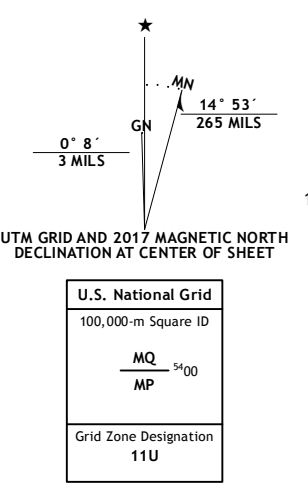 ★
MN
14° 53´
265 MILS
GN
0° 8´
3 MILS
UTM GRID AND 2017 MAGNETIC NORTH
DECLINATION AT CENTER OF SHEET
U.S. National Grid
100,000-m Square ID
MQ
5400
MP
Grid Zone Designation
11U